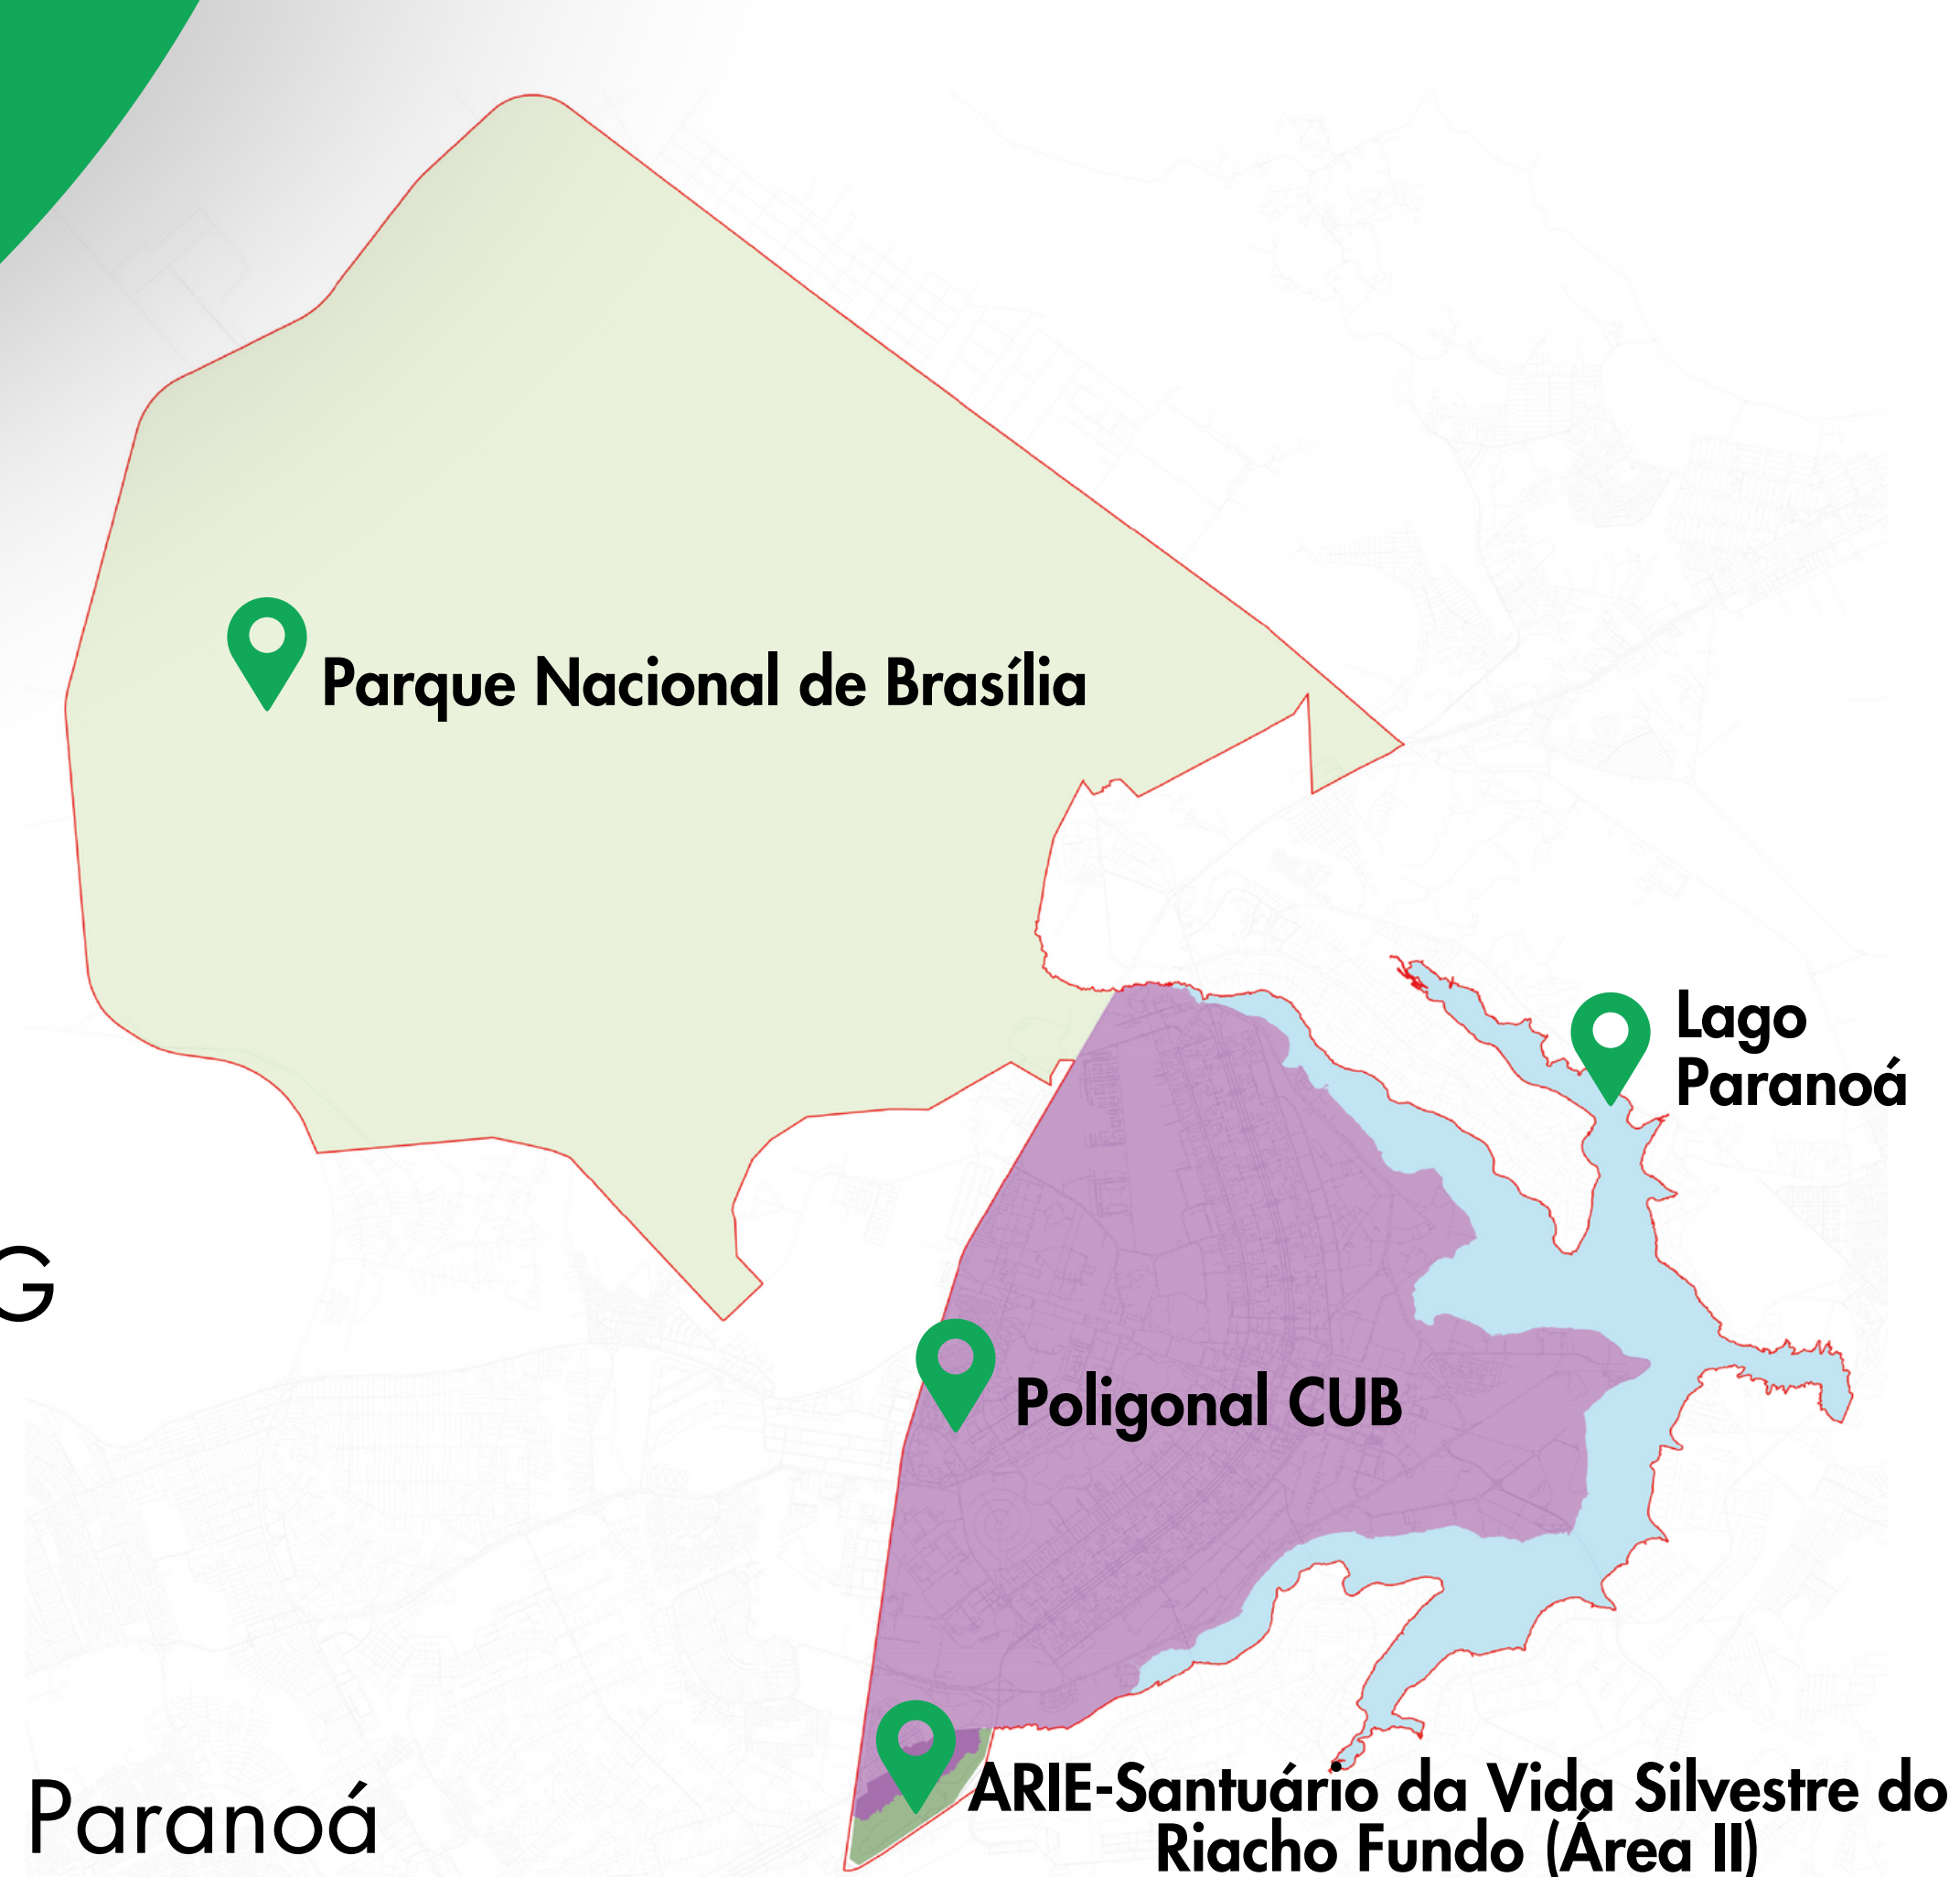 Parque Nacional de Brasília
Lago
Paranoá
G
Poligonal CUB
ARIE-Santuário da Vida Silvestre do
Riacho Fundo (Área II)
Paranoá